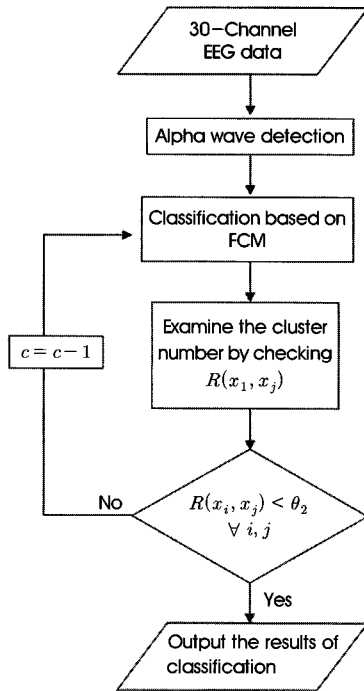 30-Channel
EEG data
Alpha wave detection
Classification based on
FCM
Examine the cluster
number by checking
R(x₁, xⱼ)
c = c − 1
No
R(xᵢ, xⱼ) < θ₂
∀ i, j
Yes
Output the results of
classification